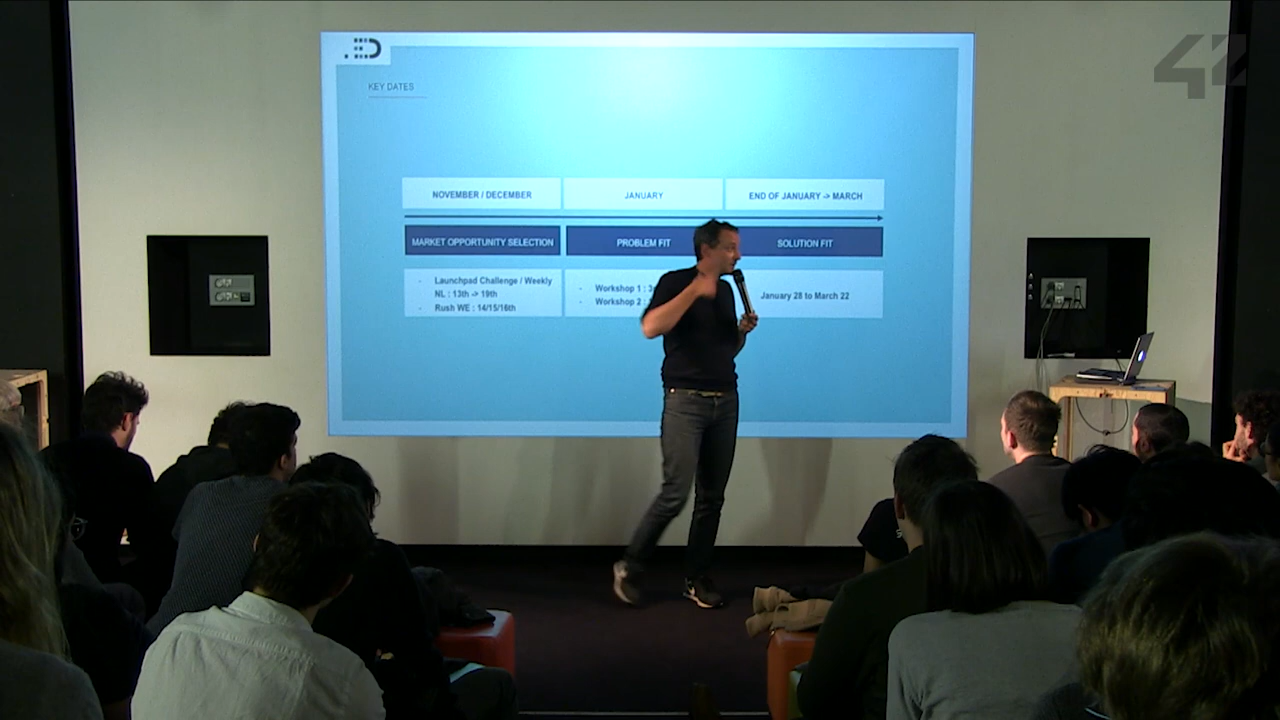 42
KEY DATES
NOVEMBER / DECEMBER
JANUARY
END OF JANUARY -> MARCH
MARKET OPPORTUNITY SELECTION
PROBLEM FIT
SOLUTION FIT
- Launchpad Challenge / Weekly
NL : 13th -> 19th
- Rush WE : 14/15/16th
- Workshop 1 :
- Workshop 2 :
January 28 to March 22